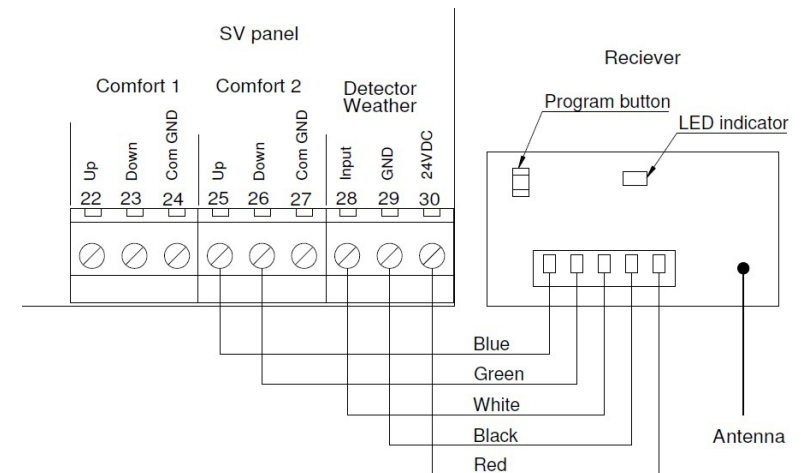 SV panel
Reciever
Comfort 1
Comfort 2
Detector
Weather
Program button
LED indicator
Up
Down
Com GND
Up
Down
Com GND
Input
GND
24VDC
22 23 24 25 26 27 28 29 30
Blue
Green
White
Black
Red
Antenna